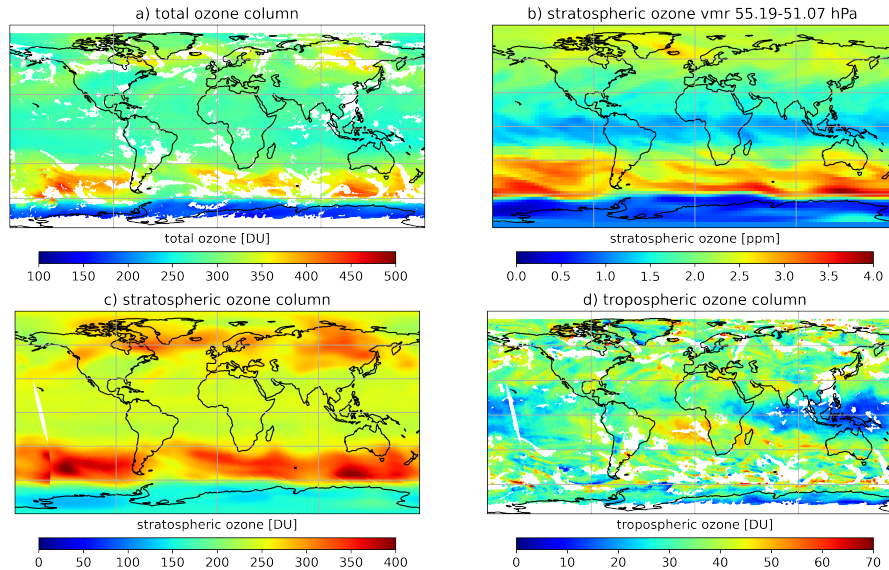 a) total ozone column
b) stratospheric ozone vmr 55.19-51.07 hPa
total ozone [DU]
100 150 200 250 300 350 400 450 500
stratospheric ozone [ppm]
0.0 0.5 1.0 1.5 2.0 2.5 3.0 3.5 4.0
c) stratospheric ozone column
d) tropospheric ozone column
stratospheric ozone [DU]
0 50 100 150 200 250 300 350 400
tropospheric ozone [DU]
0 10 20 30 40 50 60 70